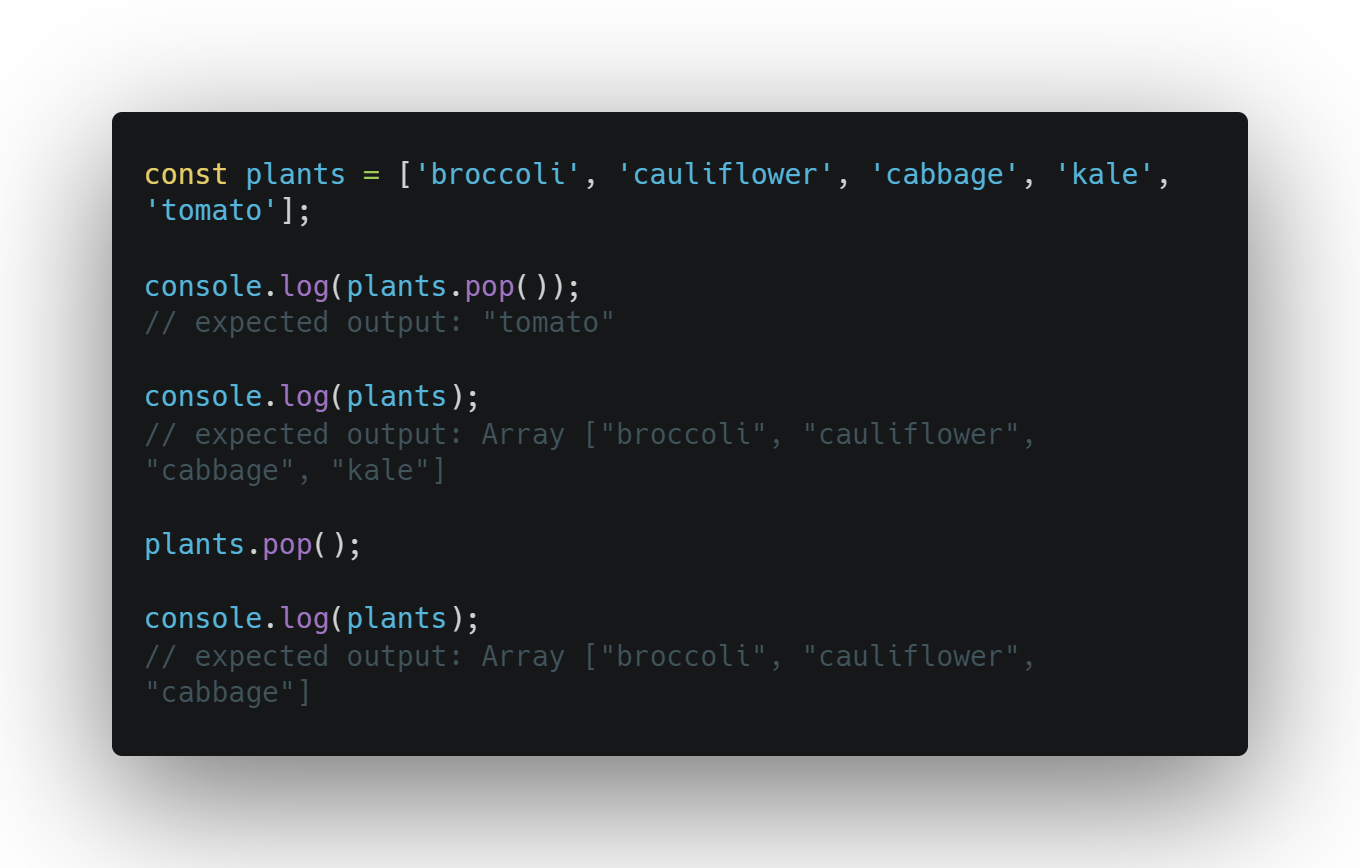 const plants = ['broccoli', 'cauliflower', 'cabbage', 'kale',
'tomato'];
console.log(plants.pop());
// expected output: "tomato"
console.log(plants);
// expected output: Array ["broccoli", "cauliflower",
"cabbage", "kale"]
plants.pop();
console.log(plants);
// expected output: Array ["broccoli", "cauliflower",
"cabbage"]